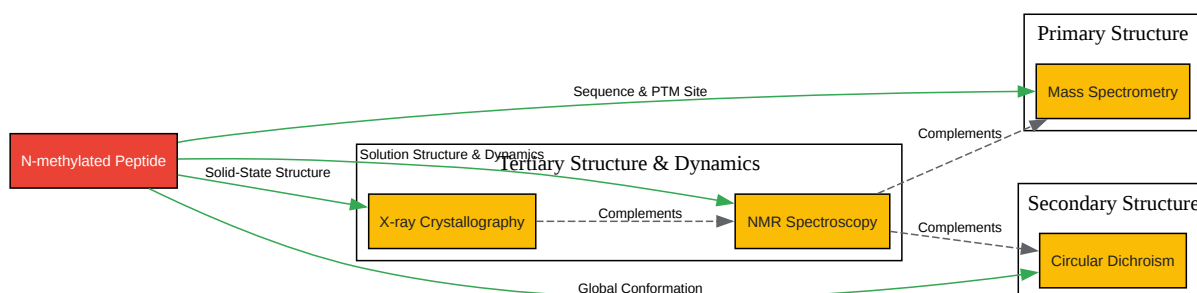 Primary Structure
Mass Spectrometry
Sequence & PTM Site
Complements
N-methylated Peptide
Solution Structure & Dynamics
Tertiary Structure & Dynamics
Solid-State Structure
X-ray Crystallography
Complements
NMR Spectroscopy
Secondary Structure
Complements
Circular Dichroism
Global Conformation